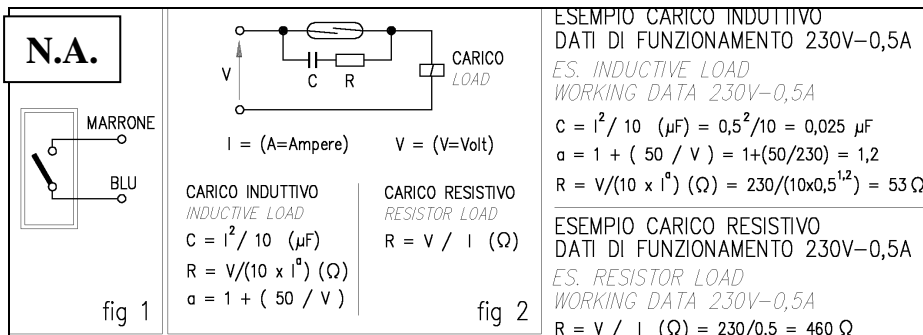 N.A.
MARRONE
BLU
fig 1
V
C R
CARICO
LOAD
I = (A=Ampere) V = (V=Volt)
CARICO INDUTTIVO
INDUCTIVE LOAD
C = I²/ 10 (μF)
R = V/(10 x Iᵃ) (Ω)
a = 1 + ( 50 / V )
CARICO RESISTIVO
RESISTOR LOAD
R = V / I (Ω)
fig 2
ESEMPIO CARICO INDUTTIVO
DATI DI FUNZIONAMENTO 230V-0,5A
ES. INDUCTIVE LOAD
WORKING DATA 230V-0,5A
C = I²/ 10 (μF) = 0,5²/10 = 0,025 μF
a = 1 + ( 50 / V ) = 1+(50/230) = 1,2
R = V/(10 x Iᵃ) (Ω) = 230/(10x0,5¹˒²) = 53 Ω
ESEMPIO CARICO RESISTIVO
DATI DI FUNZIONAMENTO 230V-0,5A
ES. RESISTOR LOAD
WORKING DATA 230V-0,5A
R = V / I (Ω) = 230/0,5 = 460 Ω